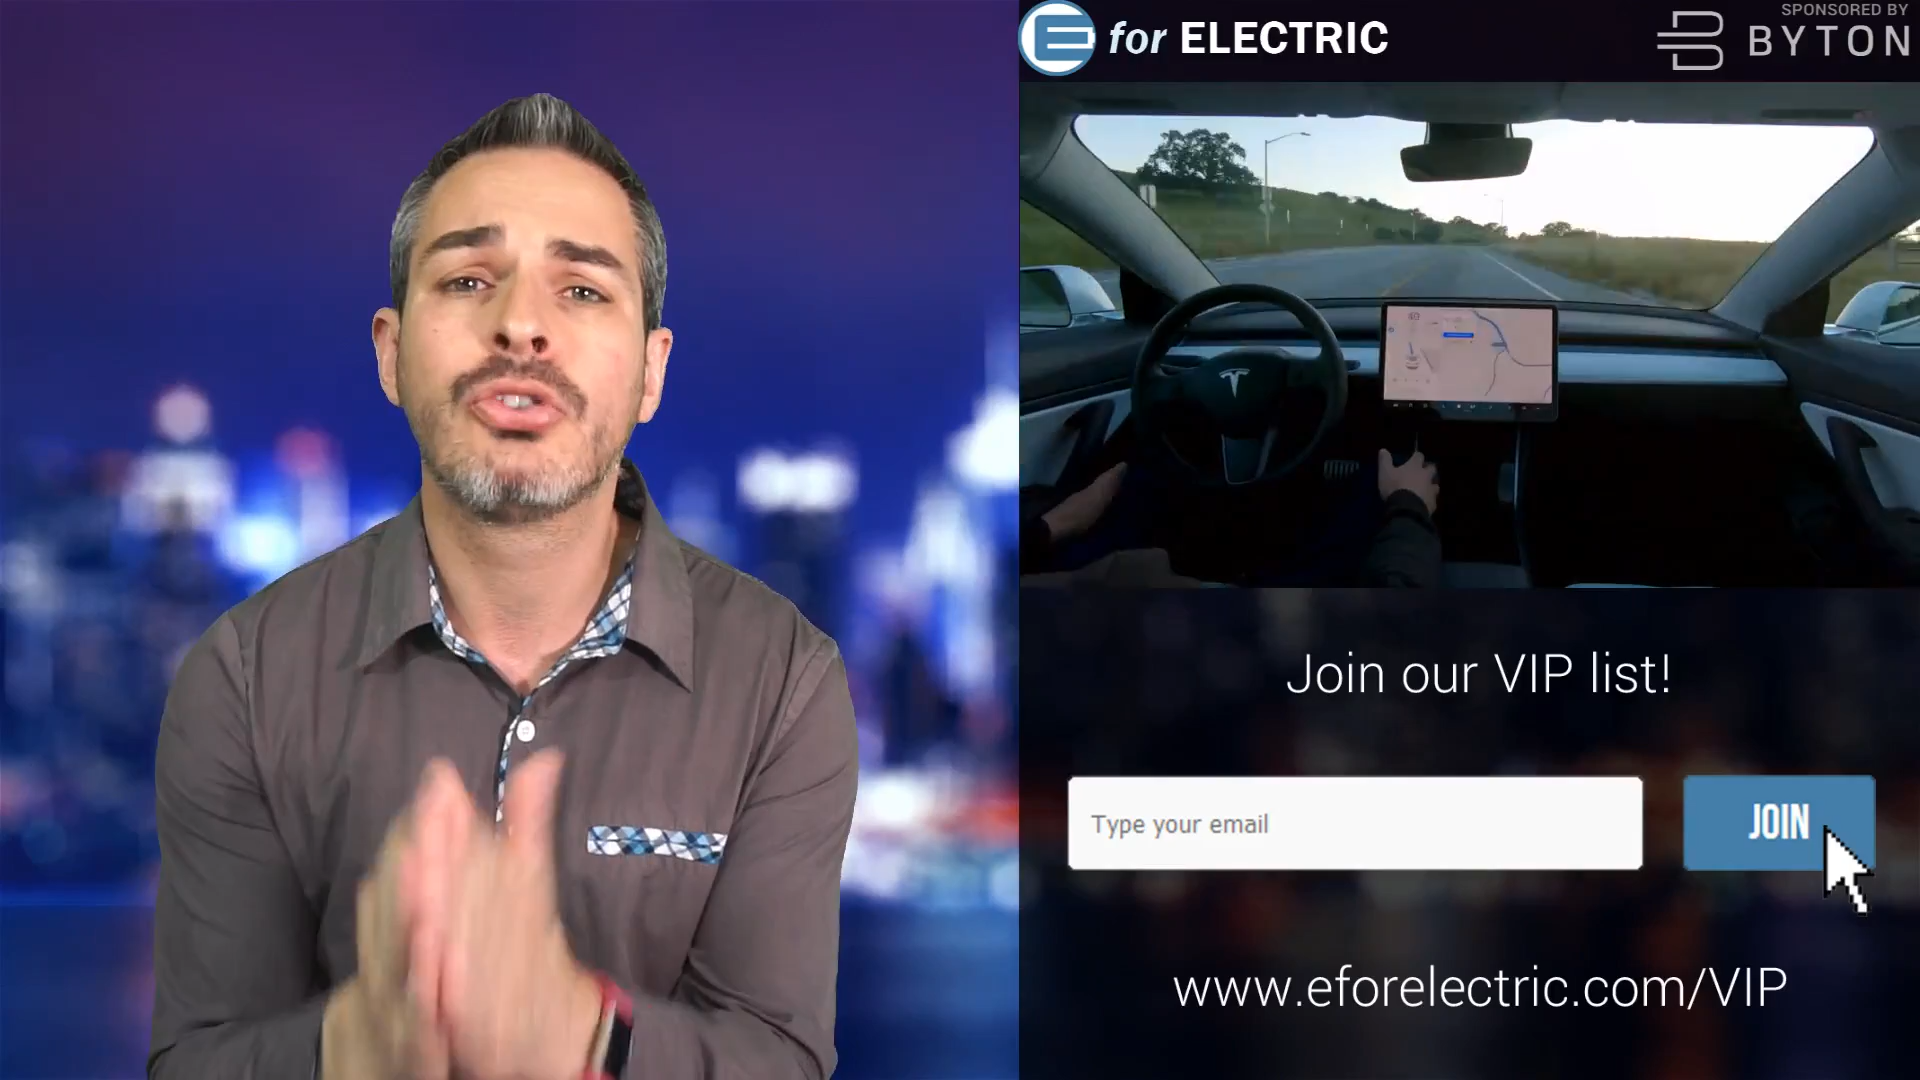 for ELECTRIC
SPONSORED BY
BYTON
Join our VIP list!
Type your email
JOIN
www.eforelectric.com/VIP